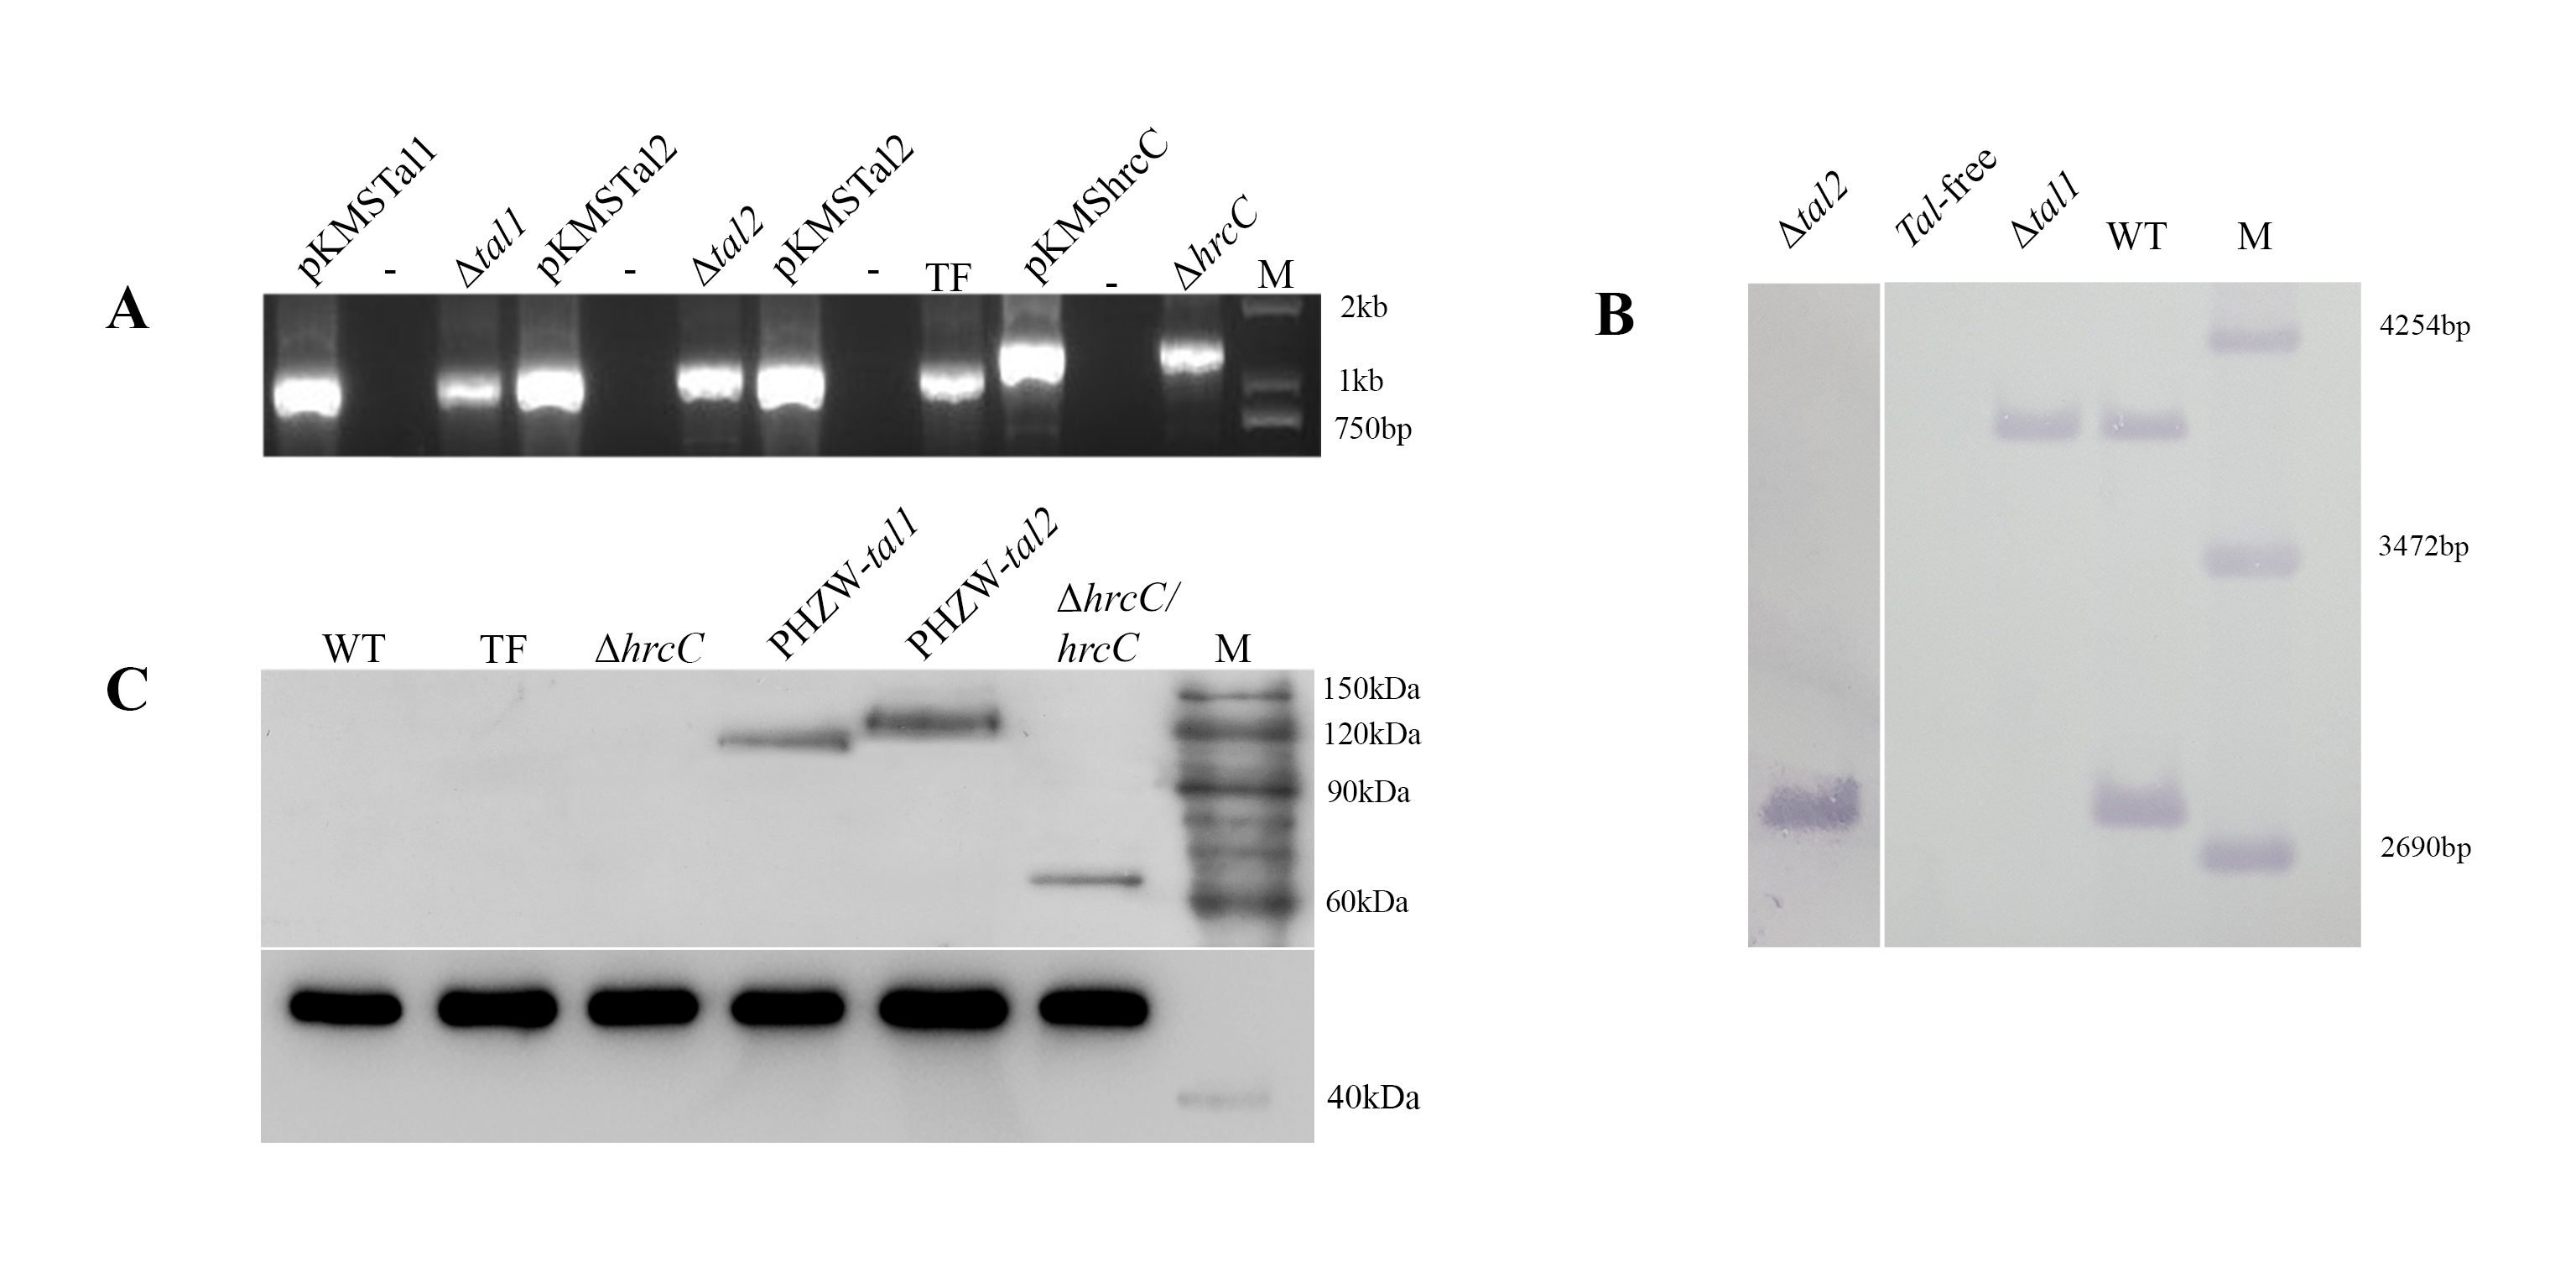 A
pKMSTal1
-
Δtal1
pKMSTal2
-
Δtal2
pKMSTal2
-
TF
pKMShrcC
-
ΔhrcC
M
2kb
1kb
750bp
B
Δtal2
Tal-free
Δtal1
WT
M
4254bp
3472bp
2690bp
C
WT
TF
ΔhrcC
PHZW-tal1
PHZW-tal2
ΔhrcC/
hrcC
M
150kDa
120kDa
90kDa
60kDa
40kDa